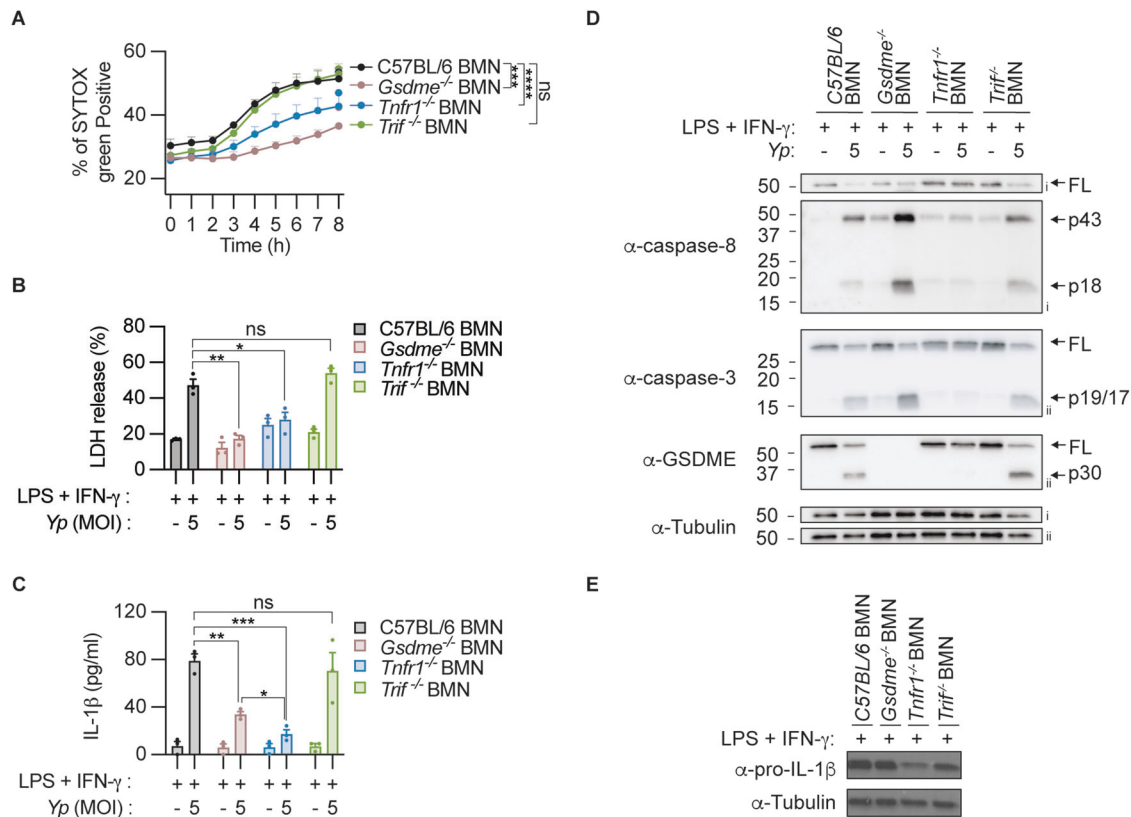 A
% of SYTOX
green Positive
60
40
20
0 1 2 3 4 5 6 7 8
Time (h)
C57BL/6 BMN
Gsdme-/- BMN
Tnfr1-/- BMN
Trif-/- BMN
***
****
ns
B
LDH release (%)
80
60
40
20
0
ns
*
**
C57BL/6 BMN
Gsdme-/- BMN
Tnfr1-/- BMN
Trif-/- BMN
LPS + IFN-γ : + + + + + + + +
Yp (MOI) : - 5 - 5 - 5 - 5
C
IL-1β (pg/ml)
120
80
40
0
ns
***
**
*
C57BL/6 BMN
Gsdme-/- BMN
Tnfr1-/- BMN
Trif-/- BMN
LPS + IFN-γ : + + + + + + + +
Yp (MOI) : - 5 - 5 - 5 - 5
D
C57BL/6 BMN
Gsdme-/- BMN
Tnfr1-/- BMN
Trif-/- BMN
LPS + IFN-γ: + + + + + + + +
Yp: - 5 - 5 - 5 - 5
50 - i FL
α-caspase-8
50 - p43
37 -
25 -
20 - p18
15 - i
α-caspase-3
FL
25 -
20 -
15 - p19/17
ii
α-GSDME
50 - FL
37 - p30
ii
α-Tubulin
50 - i
50 - ii
E
C57BL/6 BMN
Gsdme-/- BMN
Tnfr1-/- BMN
Trif-/- BMN
LPS + IFN-γ: + + + +
α-pro-IL-1β
α-Tubulin